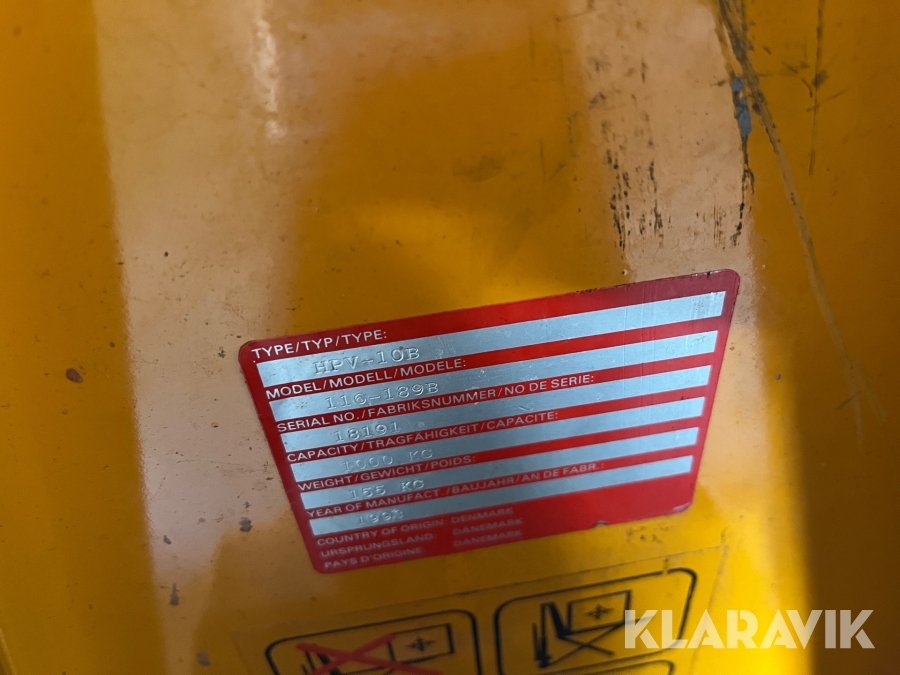 TYPE/TYP/TYPE:
HPV-10B
MODEL/MODELL/MODELE:
116-189B
SERIAL NO./FABRIKSNUMMER/NO DE SERIE:
18191
CAPACITY/TRAGFÄHIGKEIT/CAPACITE:
1000 KG
WEIGHT/GEWICHT/POIDS:
155 KG
YEAR OF MANUFACT./BAUJAHR/AN DE FABR.:
1993
COUNTRY OF ORIGIN: DENMARK
URSPRUNGSLAND: DANEMARK
PAYS D'ORIGINE: DANEMARK
KLARAVIK